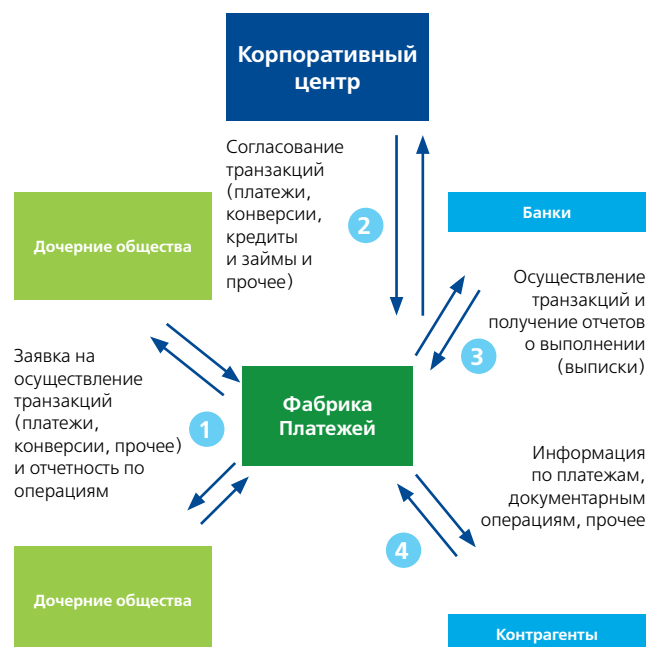 Корпоративный
центр
Согласование
транзакций
(платежи,
конверсии,
кредиты
и займы и
прочее)
2
Дочерние общества
Банки
Осуществление
транзакций и
получение отчетов
о выполнении
(выписки)
3
Заявка на
осуществление
транзакций
(платежи,
конверсии, прочее)
и отчетность по
операциям
1
Фабрика
Платежей
Информация
по платежам,
документарным
операциям, прочее
4
Дочерние общества
Контрагенты